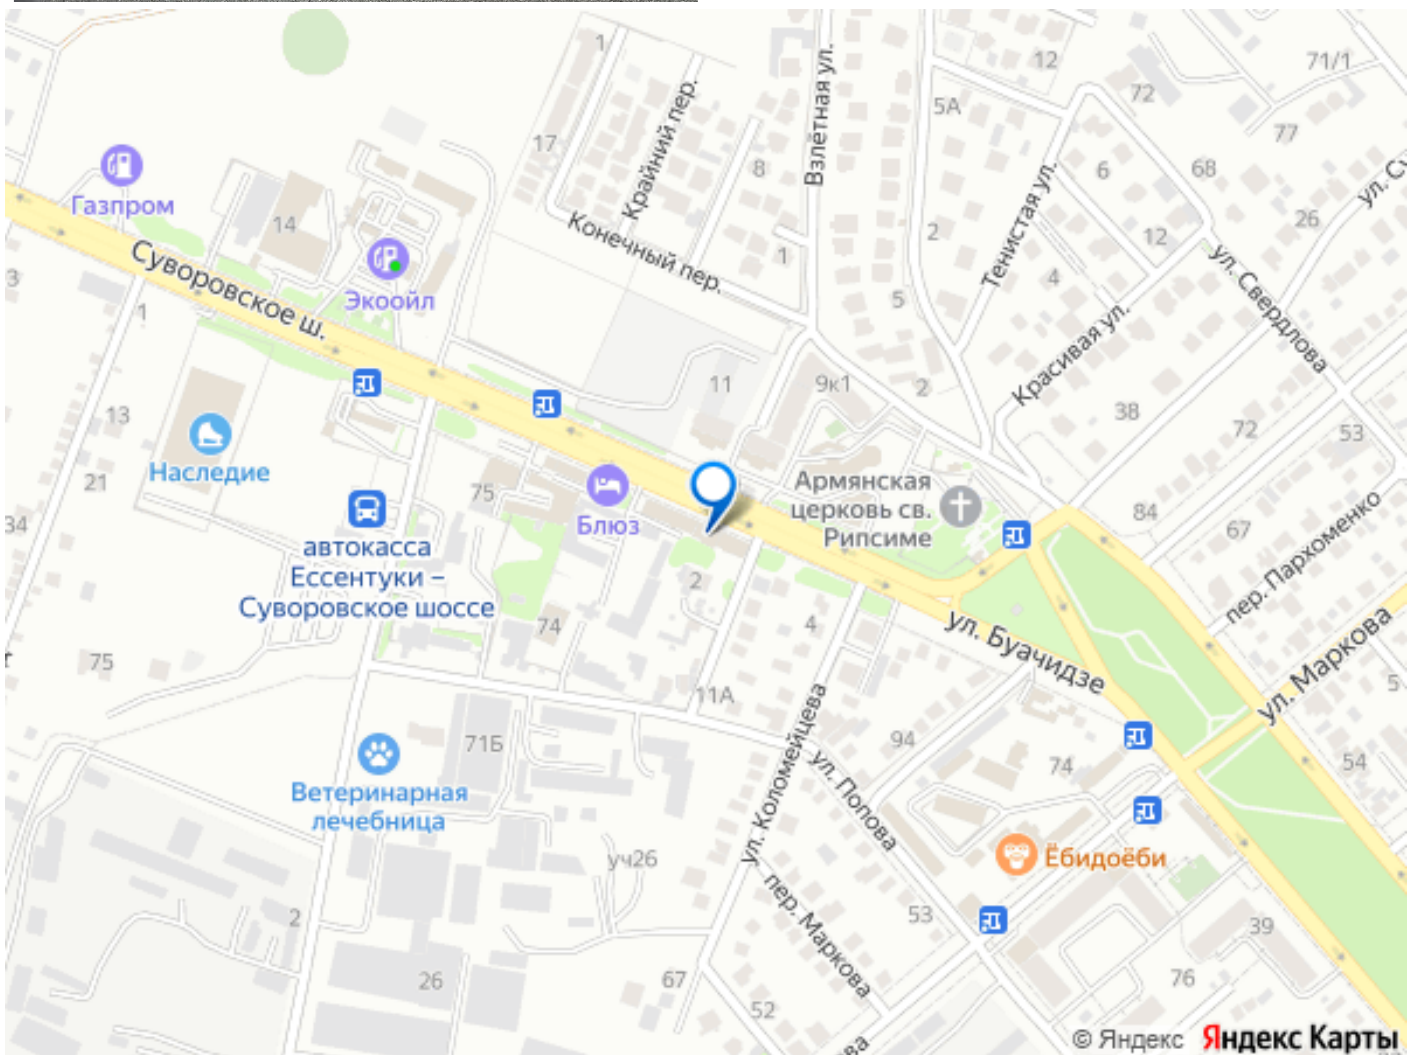 1
12
71/1
72
5А
77
17
Крайний пер.
8
Взлётная ул.
68
6
ул. С
Газпром
Тенистая ул.
26
14
Конечный пер.
2
12
1
4
Суворовское ш.
3
Экоойл
5
ул. Свердлова
1
Красивая ул.
11
9к1
2
38
13
72
53
Наследие
21
75
Блюз
Армянская
церковь св.
Рипсиме
84
34
67
пер. Пархоменко
автокасса
Ессентуки –
Суворовское шоссе
2
74
4
ул. Буачидзе
ул. Маркова
75
11А
5
71Б
94
ул. Коломейцева
ул. Попова
74
54
Ветеринарная
лечебница
уч26
Ёбидоёби
пер. Маркова
2
53
39
26
67
76
52
ва
© Яндекс Яндекс Карты